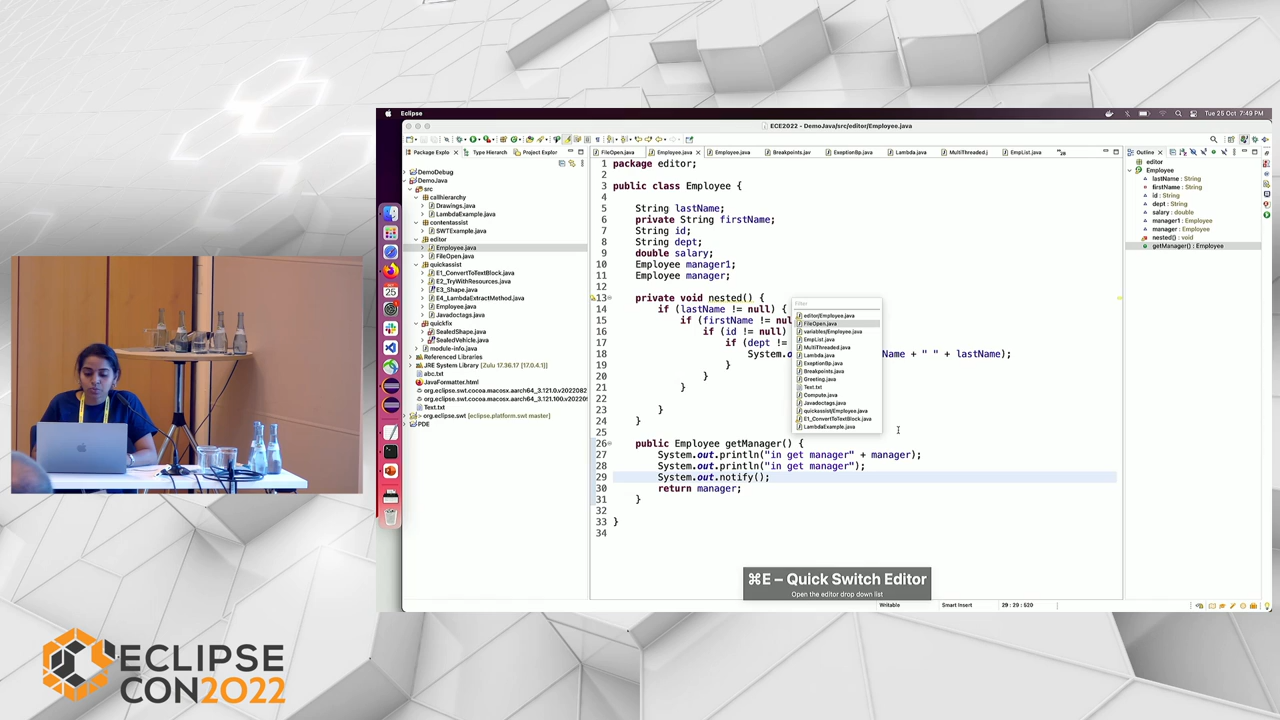 Eclipse
Tue 25 Oct 7:49 PM
ECE2022 - DemoJava/src/editor/Employee.java
Package Explo
Type Hierarch
Project Explor
FileOpen.java
Employee.java
Employee.java
Breakpoints.jav
ExeptionBp.java
Lambda.java
MultiThreaded.j
EmpList.java
Outline
DemoDebug
DemoJava
src
callhierarchy
Drawings.java
LambdaExample.java
contentassist
SWTExample.java
editor
Employee.java
FileOpen.java
quickassist
E1_ConvertToTextBlock.java
E2_TryWithResources.java
E3_Shape.java
E4_LambdaExtractMethod.java
Employee.java
Javadoctags.java
quickfix
SealedShape.java
SealedVehicle.java
module-info.java
Referenced Libraries
JRE System Library [Zulu 17.36.17 [17.0.4.1]]
abc.txt
JavaFormatter.html
org.eclipse.swt.cocoa.macosx.aarch64_3.121.0.v2022082
org.eclipse.swt.cocoa.macosx.aarch64_3.121.100.v202209
Text.txt
org.eclipse.swt [eclipse.platform.swt master]
PDE
1 package editor;
2
3 public class Employee {
4
5 String lastName;
6 private String firstName;
7 String id;
8 String dept;
9 double salary;
10 Employee manager1;
11 Employee manager;
12
13 private void nested() {
14 if (lastName != null) {
15 if (firstName != nul
16 if (id != null)
17 if (dept !=
18 System.o Name + " " + lastName);
19 }
20 }
21 }
22
23 }
24 }
25
26 public Employee getManager() {
27 System.out.println("in get manager" + manager);
28 System.out.println("in get manager");
29 System.out.notify();
30 return manager;
31 }
32
33 }
34
Filter
editor/Employee.java
FileOpen.java
variables/Employee.java
EmpList.java
MultiThreaded.java
Lambda.java
ExeptionBp.java
Breakpoints.java
Greeting.java
Text.txt
Compute.java
Javadoctags.java
quickassist/Employee.java
E1_ConvertToTextBlock.java
LambdaExample.java
editor
Employee
lastName : String
firstName : String
id : String
dept : String
salary : double
manager1 : Employee
manager : Employee
nested() : void
getManager() : Employee
⌘E – Quick Switch Editor
Open the editor drop down list
Writable
Smart Insert
29 : 29 : 520
ECLIPSE
CON2022